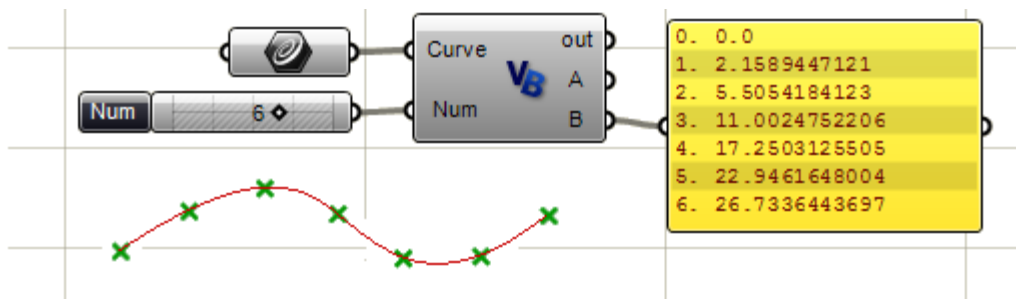 Curve
Num
out
A
B
VB
Num
6
0. 0.0
1. 2.1589447121
2. 5.5054184123
3. 11.0024752206
4. 17.2503125505
5. 22.9461648004
6. 26.7336443697